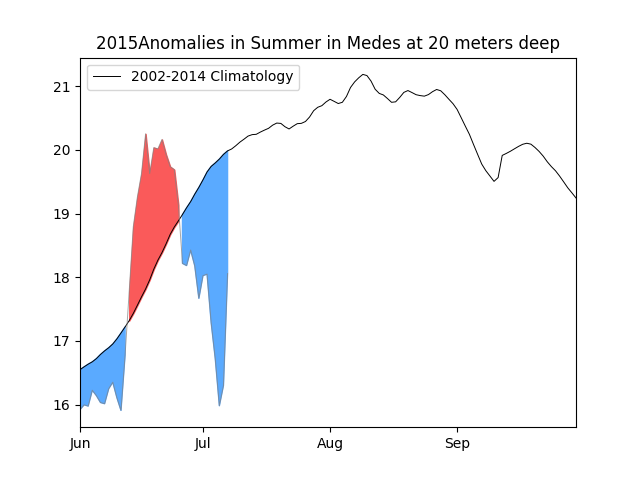 2015Anomalies in Summer in Medes at 20 meters deep
2002-2014 Climatology
21
20
19
18
17
16
Jun Jul Aug Sep